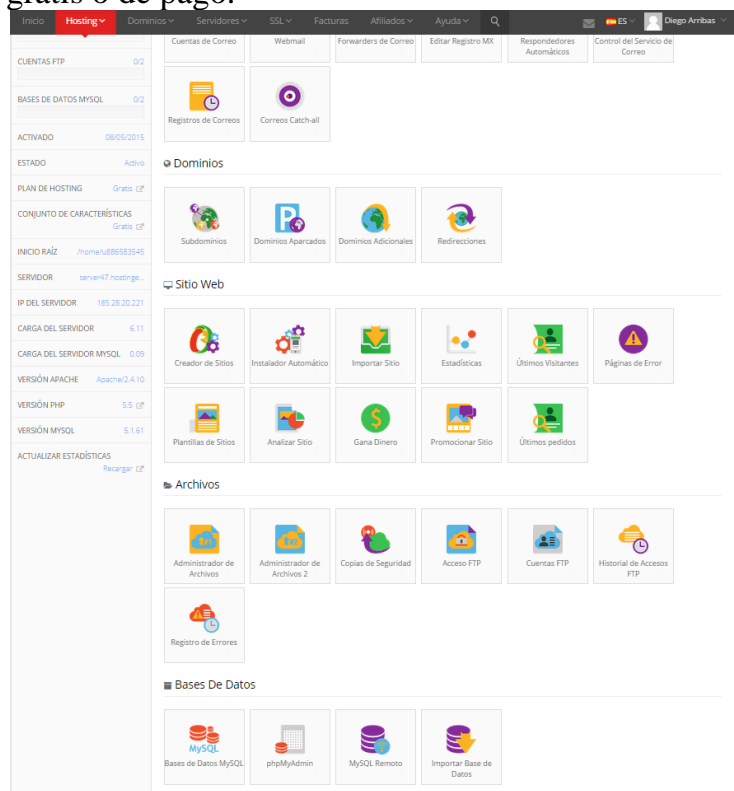 gratis o de pago.
Inicio Hosting Dominios Servidores SSL Facturas Afiliados Ayuda ES Diego Arribas
Cuentas de Correo Webmail Forwarders de Correo Editar Registro MX Respondedores Automáticos Control del Servicio de Correo
CUENTAS FTP 0/2
BASES DE DATOS MYSQL 0/2
Registros de Correos Correos Catch-all
ACTIVADO 08/05/2015
ESTADO Activo
PLAN DE HOSTING Gratis
CONJUNTO DE CARACTERÍSTICAS
Gratis
INICIO RAÍZ /home/u886583545
SERVIDOR server47.hostinge...
IP DEL SERVIDOR 185.28.20.221
CARGA DEL SERVIDOR 6.11
CARGA DEL SERVIDOR MYSQL 0.09
VERSIÓN APACHE Apache/2.4.10
VERSIÓN PHP 5.5
VERSIÓN MYSQL 5.1.61
ACTUALIZAR ESTADÍSTICAS
Recargar
Dominios
Subdominios Dominios Aparcados Dominios Adicionales Redirecciones
Sitio Web
Creador de Sitios Instalador Automático Importar Sitio Estadísticas Últimos Visitantes Páginas de Error
Plantillas de Sitios Analizar Sitio Gana Dinero Promocionar Sitio Últimos pedidos
Archivos
Administrador de Archivos Administrador de Archivos 2 Copias de Seguridad Acceso FTP Cuentas FTP Historial de Accesos FTP
Registro de Errores
Bases De Datos
MySQL
Bases de Datos MySQL phpMyAdmin MySQL Remoto Importar Base de Datos